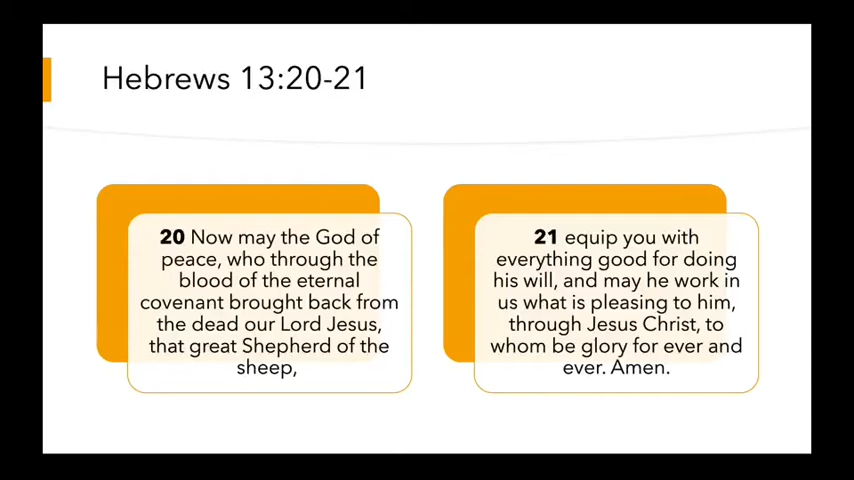 Hebrews 13:20-21
20 Now may the God of
peace, who through the
blood of the eternal
covenant brought back from
the dead our Lord Jesus,
that great Shepherd of the
sheep,
21 equip you with
everything good for doing
his will, and may he work in
us what is pleasing to him,
through Jesus Christ, to
whom be glory for ever and
ever. Amen.